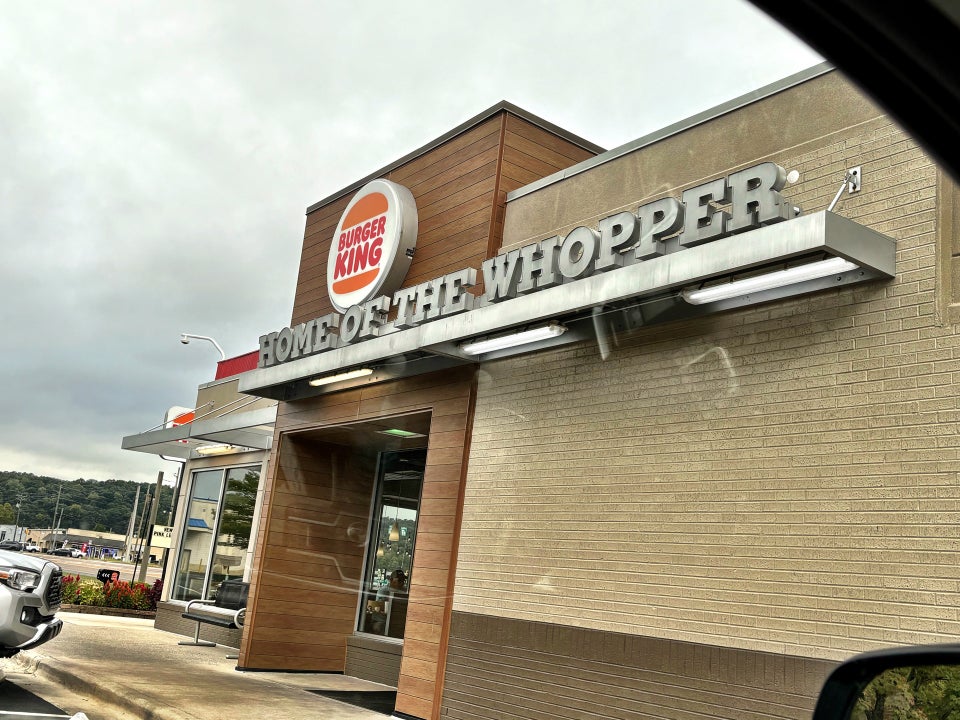 BURGER
KING
HOME OF THE WHOPPER